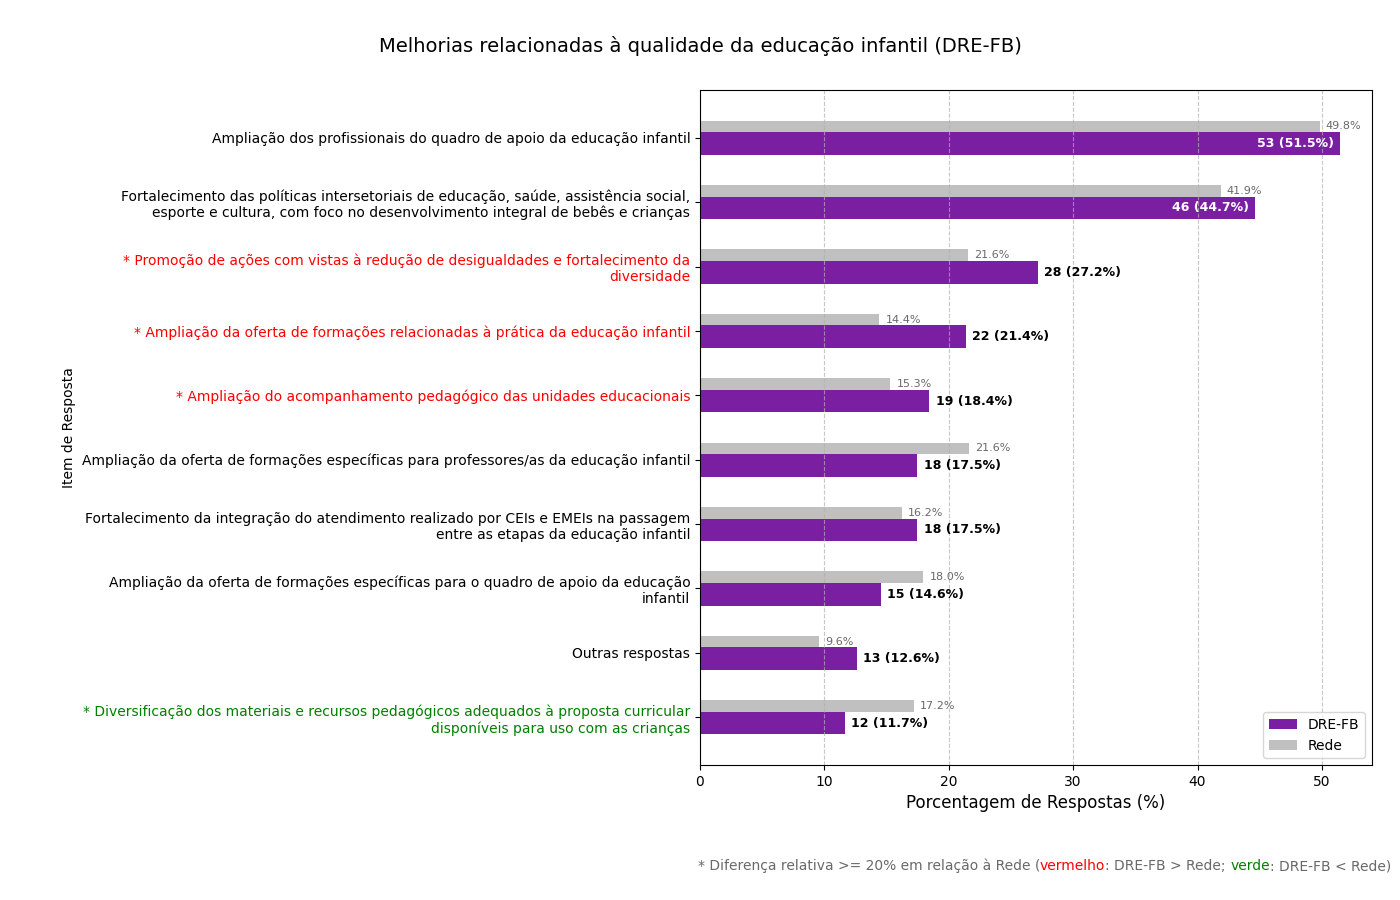 Melhorias relacionadas à qualidade da educação infantil (DRE-FB)
Ampliação dos profissionais do quadro de apoio da educação infantil
49.8%
53 (51.5%)
Fortalecimento das políticas intersetoriais de educação, saúde, assistência social,
esporte e cultura, com foco no desenvolvimento integral de bebês e crianças
41.9%
46 (44.7%)
* Promoção de ações com vistas à redução de desigualdades e fortalecimento da
diversidade
21.6%
28 (27.2%)
* Ampliação da oferta de formações relacionadas à prática da educação infantil
14.4%
22 (21.4%)
* Ampliação do acompanhamento pedagógico das unidades educacionais
15.3%
19 (18.4%)
Ampliação da oferta de formações específicas para professores/as da educação infantil
21.6%
18 (17.5%)
Fortalecimento da integração do atendimento realizado por CEIs e EMEIs na passagem
entre as etapas da educação infantil
16.2%
18 (17.5%)
Ampliação da oferta de formações específicas para o quadro de apoio da educação
infantil
18.0%
15 (14.6%)
Outras respostas
9.6%
13 (12.6%)
* Diversificação dos materiais e recursos pedagógicos adequados à proposta curricular
disponíveis para uso com as crianças
17.2%
12 (11.7%)
Item de Resposta
DRE-FB
Rede
0 10 20 30 40 50
Porcentagem de Respostas (%)
* Diferença relativa >= 20% em relação à Rede (vermelho: DRE-FB > Rede; verde: DRE-FB < Rede)